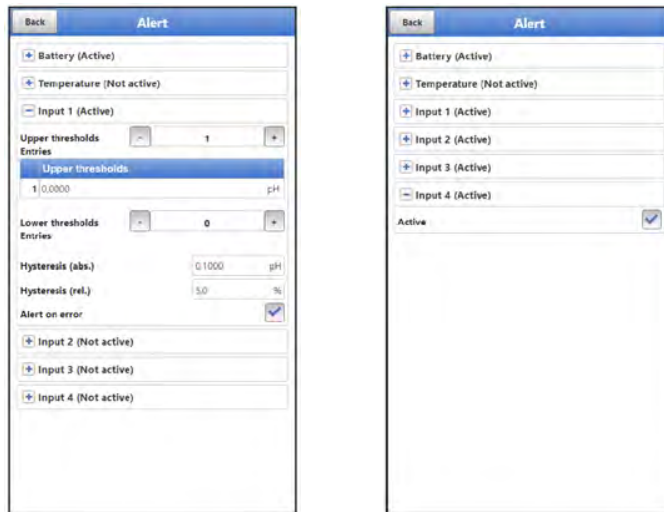 Back Alert
+ Battery (Active)
+ Temperature (Not active)
− Input 1 (Active)
Upper thresholds - 1 +
Entries
Upper thresholds
1 0,0000 pH
Lower thresholds - 0 +
Entries
Hysteresis (abs.) 0.1000 pH
Hysteresis (rel.) 5.0 %
Alert on error
+ Input 2 (Not active)
+ Input 3 (Not active)
+ Input 4 (Not active)
Back Alert
+ Battery (Active)
+ Temperature (Not active)
+ Input 1 (Active)
+ Input 2 (Active)
+ Input 3 (Active)
− Input 4 (Active)
Active